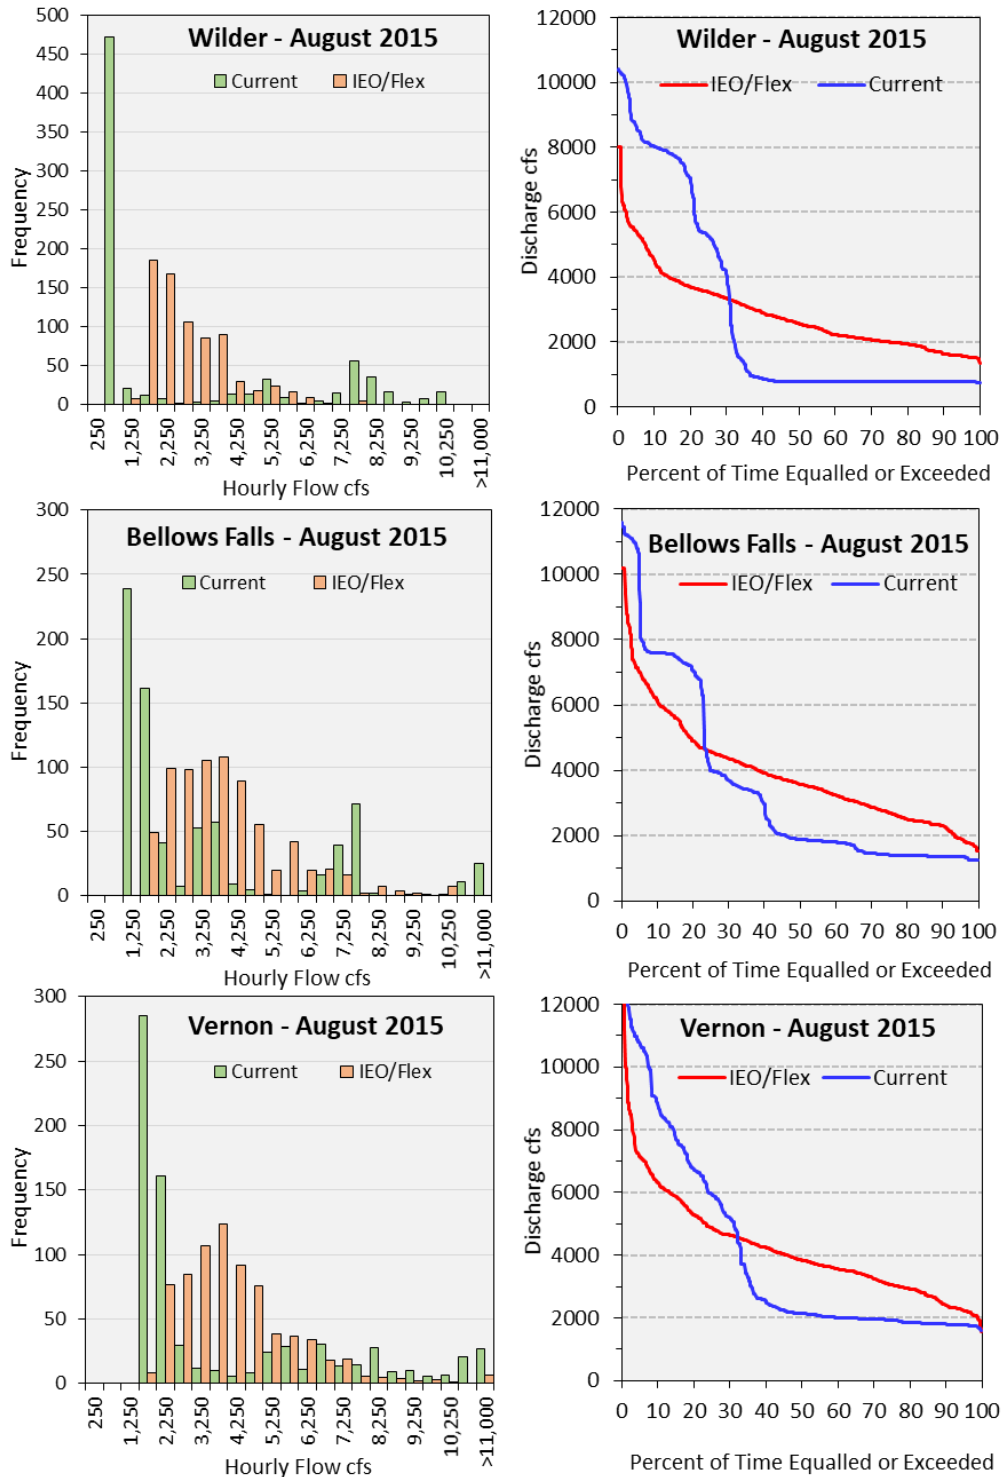 Wilder - August 2015
Current IEO/Flex
Frequency
500
450
400
350
300
250
200
150
100
50
0
250 1,250 2,250 3,250 4,250 5,250 6,250 7,250 8,250 9,250 10,250 >11,000
Hourly Flow cfs
Wilder - August 2015
IEO/Flex Current
Discharge cfs
12000
10000
8000
6000
4000
2000
0
0 10 20 30 40 50 60 70 80 90 100
Percent of Time Equalled or Exceeded
Bellows Falls - August 2015
Current IEO/Flex
Frequency
300
250
200
150
100
50
0
250 1,250 2,250 3,250 4,250 5,250 6,250 7,250 8,250 9,250 10,250 >11,000
Hourly Flow cfs
Bellows Falls - August 2015
IEO/Flex Current
Discharge cfs
12000
10000
8000
6000
4000
2000
0
0 10 20 30 40 50 60 70 80 90 100
Percent of Time Equalled or Exceeded
Vernon - August 2015
Current IEO/Flex
Frequency
300
250
200
150
100
50
0
250 1,250 2,250 3,250 4,250 5,250 6,250 7,250 8,250 9,250 10,250 >11,000
Hourly Flow cfs
Vernon - August 2015
IEO/Flex Current
Discharge cfs
12000
10000
8000
6000
4000
2000
0
0 10 20 30 40 50 60 70 80 90 100
Percent of Time Equalled or Exceeded